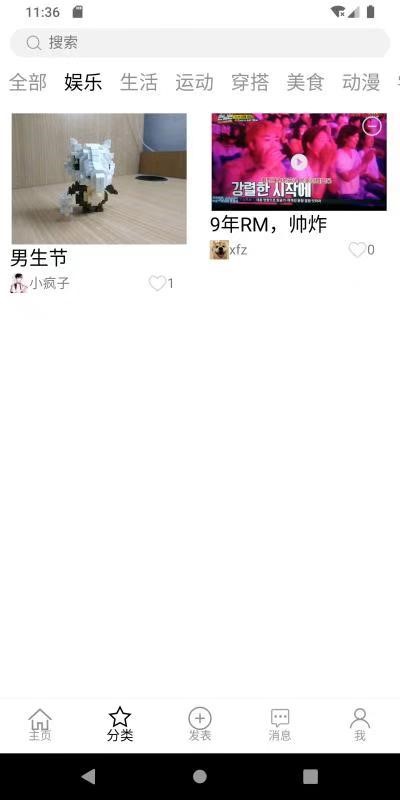 11:36
搜索
全部 娱乐 生活 运动 穿搭 美食 动漫
강렬한 시작에
男生节
小疯子 1
9年RM，帅炸
xfz 0
主页 分类 发表 消息 我